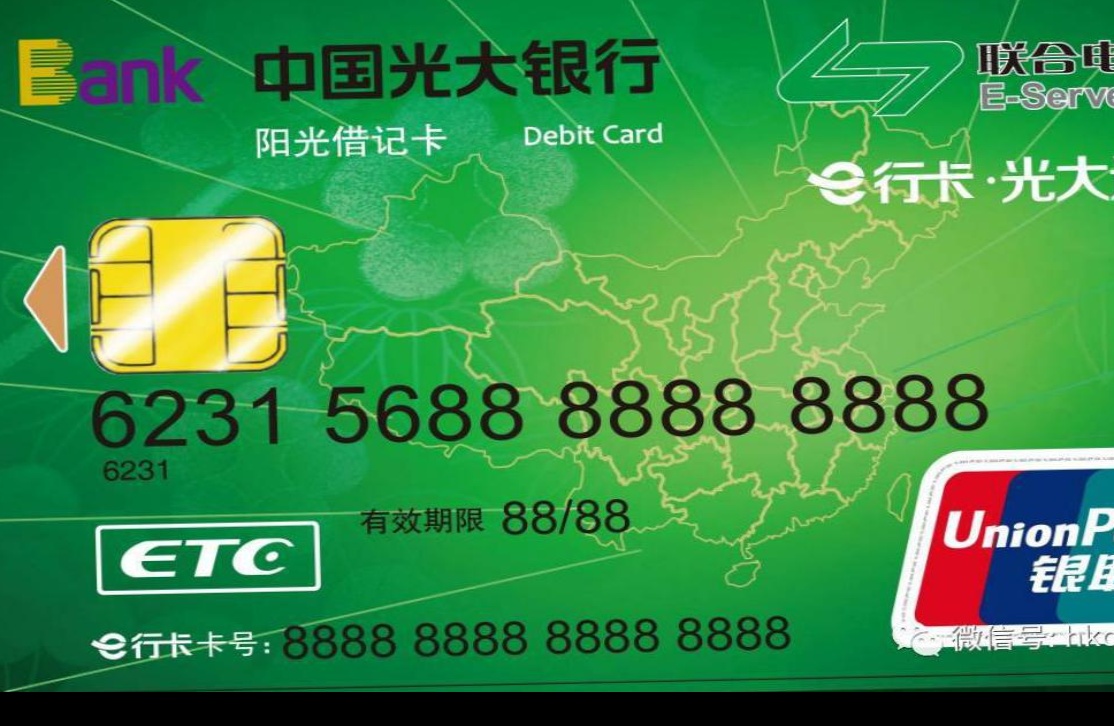 Bank 中国光大银行
阳光借记卡 Debit Card
联合电
E-Serve
e行卡·光大
6231 5688 8888 8888
6231
有效期限 88/88
ETC
UnionP
银联
e行卡卡号: 8888 8888 8888 8888
微信号: hkc